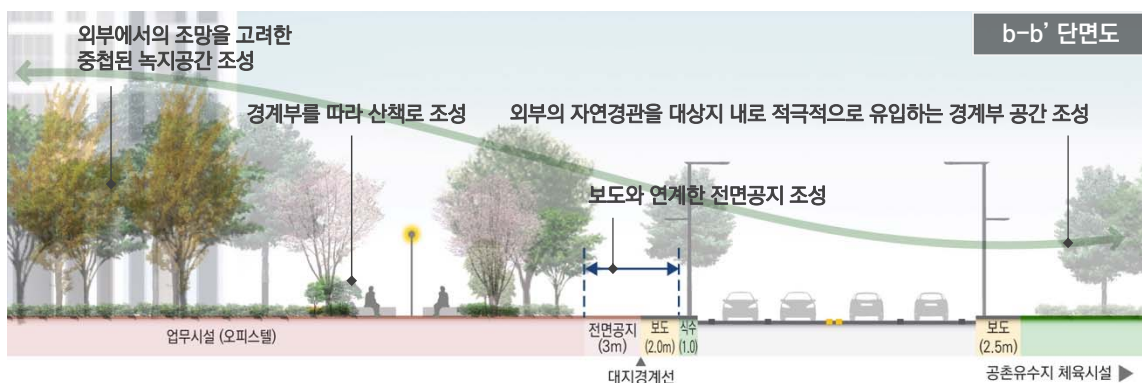 b-b' 단면도
외부에서의 조망을 고려한
중첩된 녹지공간 조성
경계부를 따라 산책로 조성
외부의 자연경관을 대상지 내로 적극적으로 유입하는 경계부 공간 조성
보도와 연계한 전면공지 조성
업무시설 (오피스텔)
전면공지
(3m)
보도
(2.0m)
식수
(1.0)
보도
(2.5m)
대지경계선
공촌유수지 체육시설 ▶